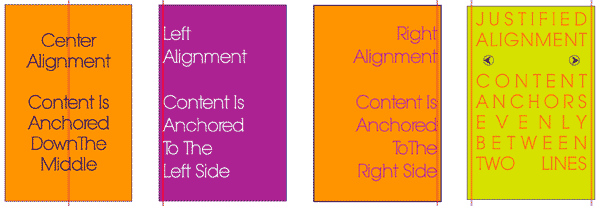 Center
Alignment
Content Is
Anchored
DownThe
Middle
Left
Alignment
Content Is
Anchored
To The
Left Side
Right
Alignment
Content Is
Anchored
ToThe
Right Side
JUSTIFIED
ALIGNMENT
CONTENT
ANCHORS
EVENLY
BETWEEN
TWO LINES